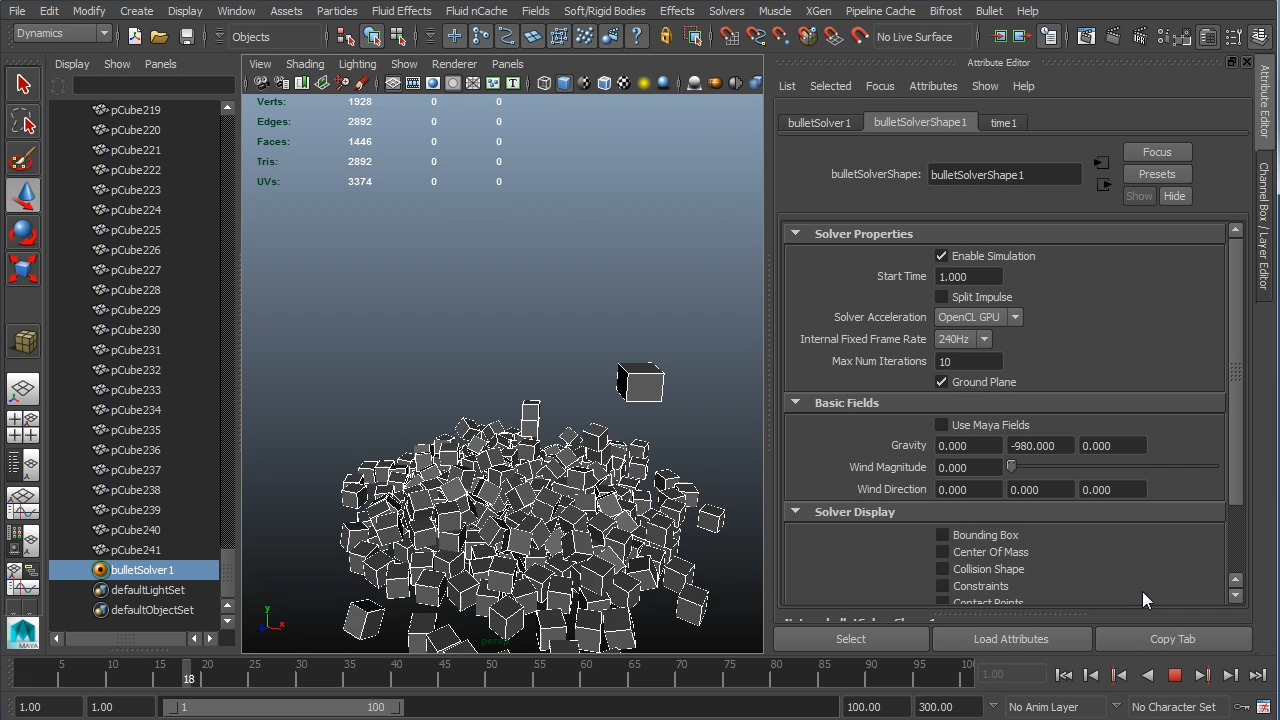 File Edit Modify Create Display Window Assets Particles Fluid Effects Fluid nCache Fields Soft/Rigid Bodies Effects Solvers Muscle XGen Pipeline Cache Bifrost Bullet Help
Dynamics Objects No Live Surface
Display Show Panels
View Shading Lighting Show Renderer Panels
pCube219
pCube220
pCube221
pCube222
pCube223
pCube224
pCube225
pCube226
pCube227
pCube228
pCube229
pCube230
pCube231
pCube232
pCube233
pCube234
pCube235
pCube236
pCube237
pCube238
pCube239
pCube240
pCube241
bulletSolver1
defaultLightSet
defaultObjectSet
MAYA
Verts: 1928 0 0
Edges: 2892 0 0
Faces: 1446 0 0
Tris: 2892 0 0
UVs: 3374 0 0
y
z x
persp
Attribute Editor
List Selected Focus Attributes Show Help
bulletSolver1 bulletSolverShape1 time1
bulletSolverShape: bulletSolverShape1
Focus
Presets
Show Hide
Solver Properties
Enable Simulation
Start Time 1.000
Split Impulse
Solver Acceleration OpenCL GPU
Internal Fixed Frame Rate 240Hz
Max Num Iterations 10
Ground Plane
Basic Fields
Use Maya Fields
Gravity 0.000 -980.000 0.000
Wind Magnitude 0.000
Wind Direction 0.000 0.000 0.000
Solver Display
Bounding Box
Center Of Mass
Collision Shape
Constraints
Contact Points
Select Load Attributes Copy Tab
Attribute Editor
Channel Box / Layer Editor
5 10 15 18 20 25 30 35 40 45 50 55 60 65 70 75 80 85 90 95 100
1.00
1.00 1.00 1 100 100.00 300.00 No Anim Layer No Character Set